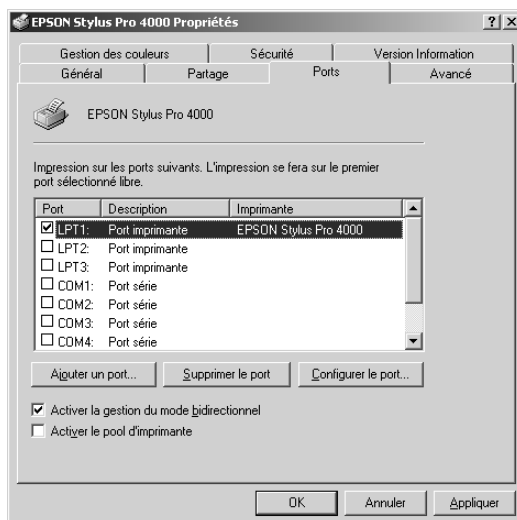 EPSON Stylus Pro 4000 Propriétés
Gestion des couleurs Sécurité Version Information
Général Partage Ports Avancé
EPSON Stylus Pro 4000
Impression sur les ports suivants. L'impression se fera sur le premier
port sélectionné libre.
Port Description Imprimante
LPT1: Port imprimante EPSON Stylus Pro 4000
LPT2: Port imprimante
LPT3: Port imprimante
COM1: Port série
COM2: Port série
COM3: Port série
COM4: Port série
Ajouter un port... Supprimer le port Configurer le port...
Activer la gestion du mode bidirectionnel
Activer le pool d'imprimante
OK Annuler Appliquer